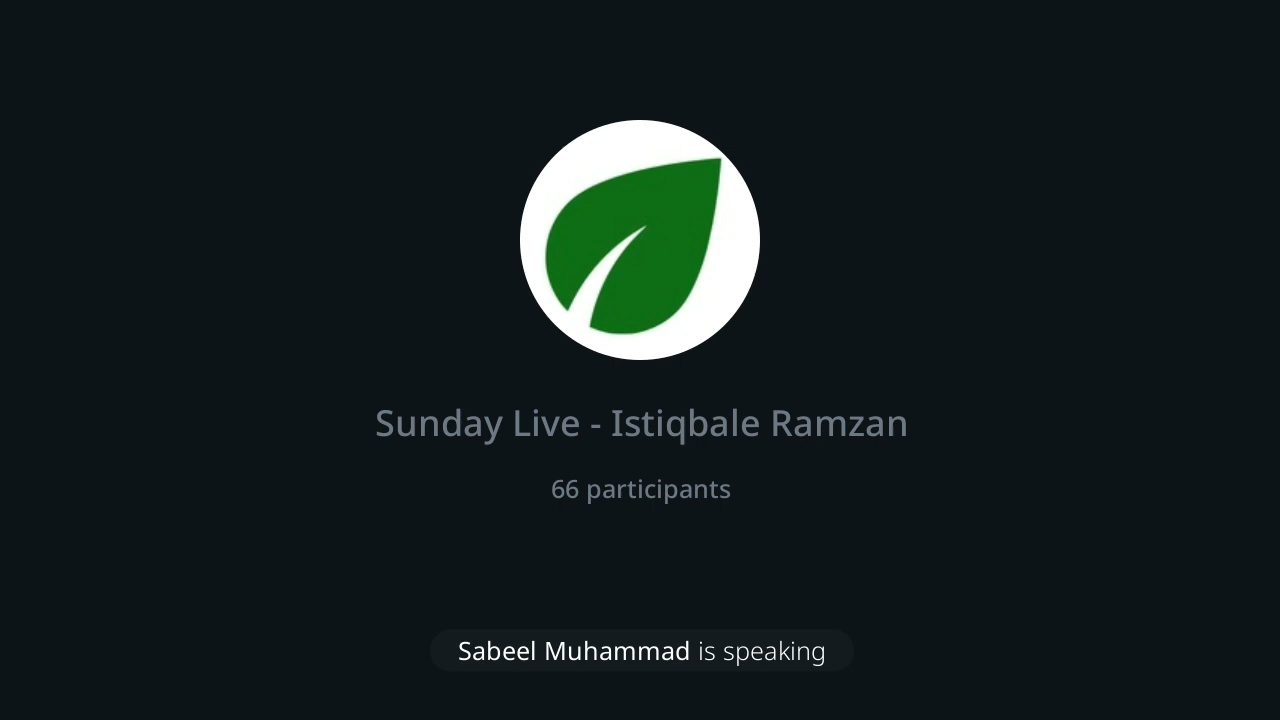 Sunday Live - Istiqbale Ramzan
66 participants
Sabeel Muhammad is speaking